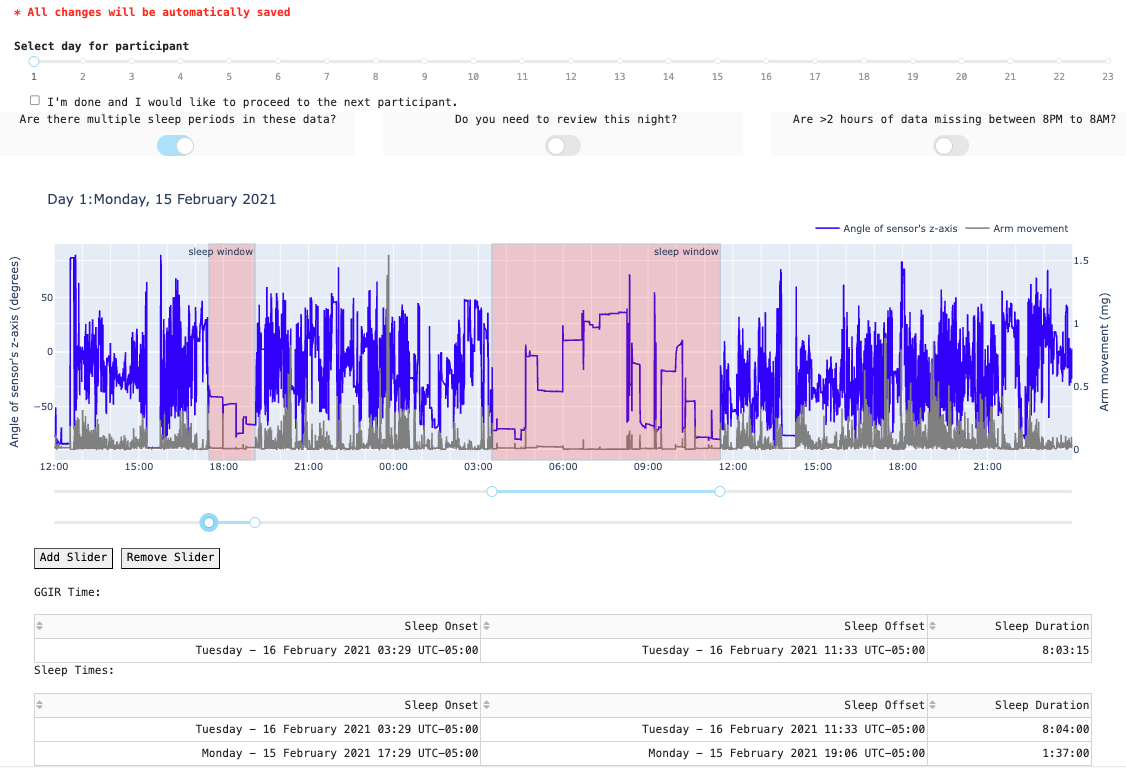 * All changes will be automatically saved
Select day for participant
1 2 3 4 5 6 7 8 9 10 11 12 13 14 15 16 17 18 19 20 21 22 23
I'm done and I would like to proceed to the next participant.
Are there multiple sleep periods in these data? Do you need to review this night? Are >2 hours of data missing between 8PM to 8AM?
Day 1:Monday, 15 February 2021
Angle of sensor's z-axis Arm movement
sleep window sleep window
Angle of sensor's z-axis (degrees)
50
0
−50
1.5
1
0.5
0
Arm movement (mg)
12:00 15:00 18:00 21:00 00:00 03:00 06:00 09:00 12:00 15:00 18:00 21:00
Add Slider Remove Slider
GGIR Time:
Sleep Onset Sleep Offset Sleep Duration
Tuesday - 16 February 2021 03:29 UTC-05:00 Tuesday - 16 February 2021 11:33 UTC-05:00 8:03:15
Sleep Times:
Sleep Onset Sleep Offset Sleep Duration
Tuesday - 16 February 2021 03:29 UTC-05:00 Tuesday - 16 February 2021 11:33 UTC-05:00 8:04:00
Monday - 15 February 2021 17:29 UTC-05:00 Monday - 15 February 2021 19:06 UTC-05:00 1:37:00